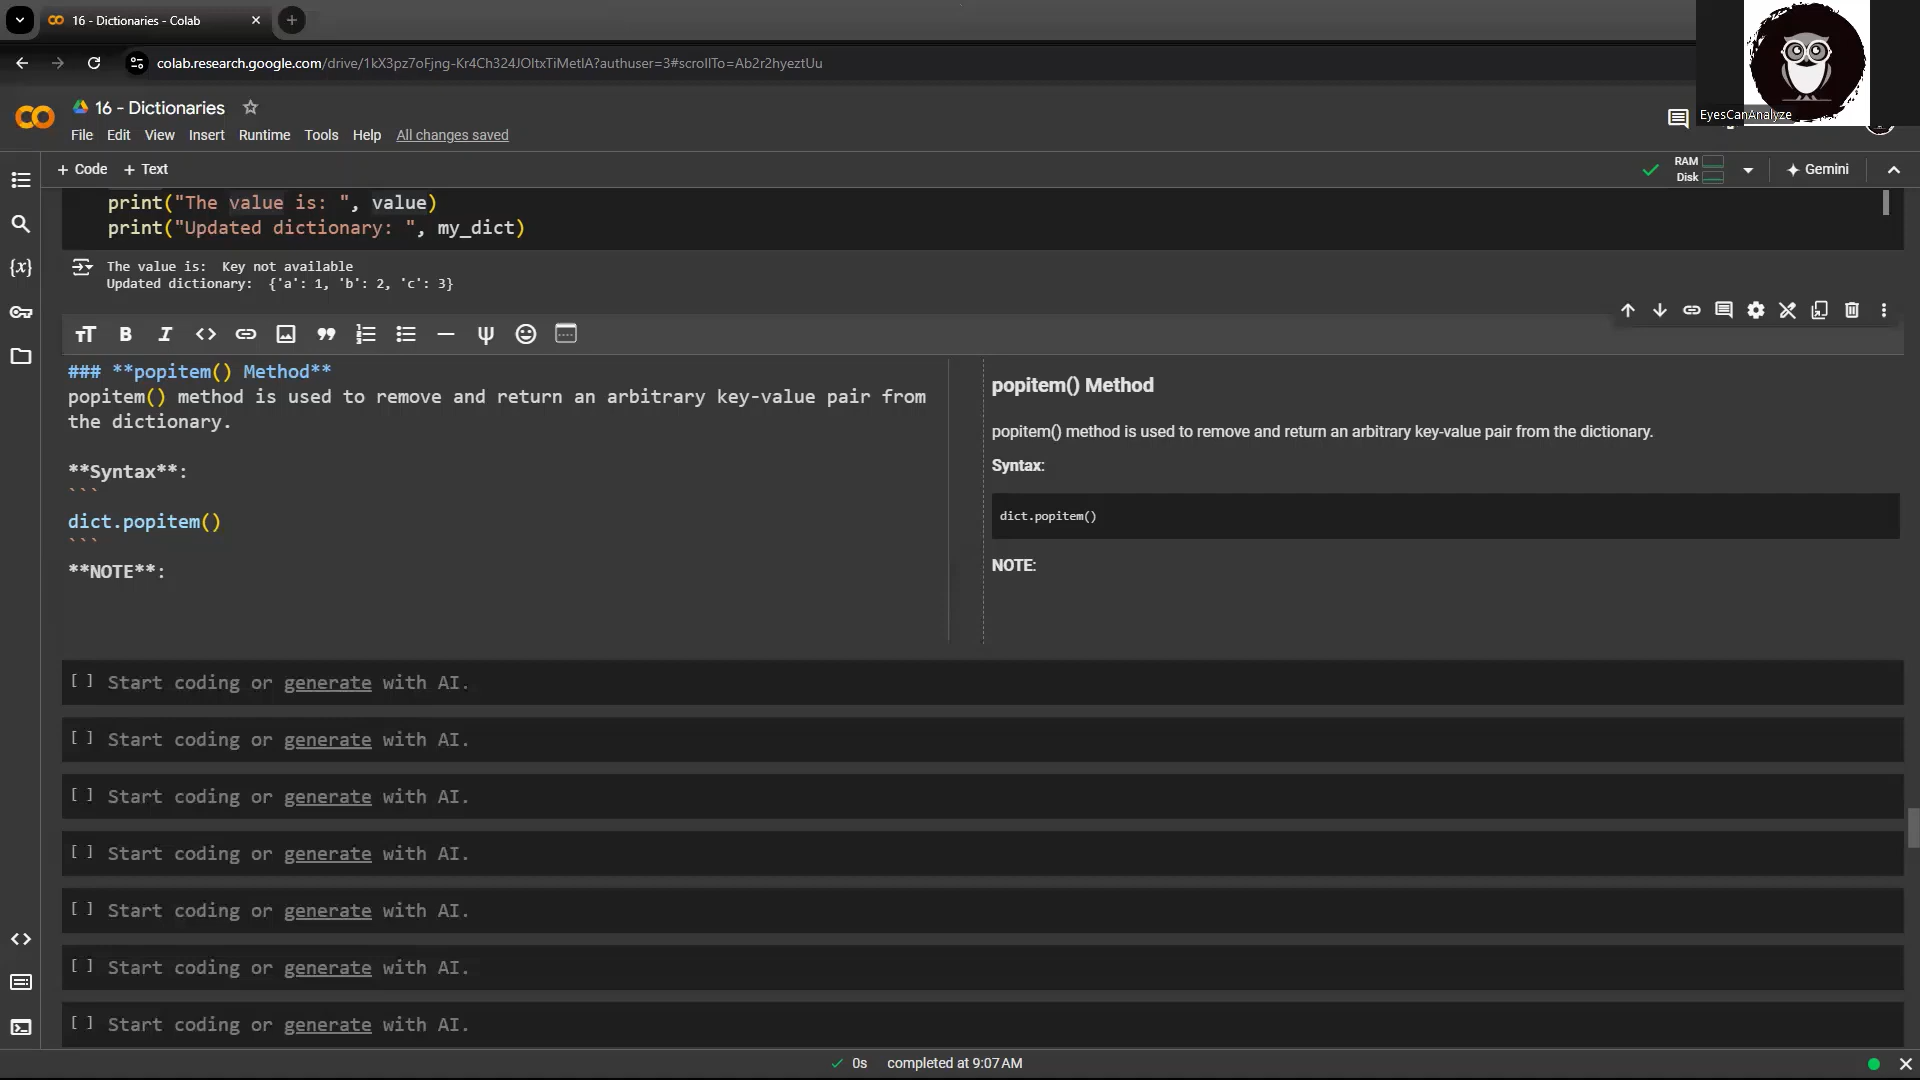 16 - Dictionaries - Colab
colab.research.google.com/drive/1kX3pz7oFjng-Kr4Ch324JOltxTiMetlA?authuser=3#scrollTo=Ab2r2hyeztUu
EyesCanAnalyze
16 - Dictionaries
File Edit View Insert Runtime Tools Help All changes saved
+ Code + Text
RAM
Disk
Gemini
print("The value is: ", value)
print("Updated dictionary: ", my_dict)
The value is:  Key not available
Updated dictionary:  {'a': 1, 'b': 2, 'c': 3}
### **popitem() Method**
popitem() method is used to remove and return an arbitrary key-value pair from
the dictionary.
**Syntax**:
```
dict.popitem()
```
**NOTE**:
popitem() Method
popitem() method is used to remove and return an arbitrary key-value pair from the dictionary.
Syntax:
dict.popitem()
NOTE:
[ ] Start coding or generate with AI.
[ ] Start coding or generate with AI.
[ ] Start coding or generate with AI.
[ ] Start coding or generate with AI.
[ ] Start coding or generate with AI.
[ ] Start coding or generate with AI.
[ ] Start coding or generate with AI.
0s completed at 9:07 AM